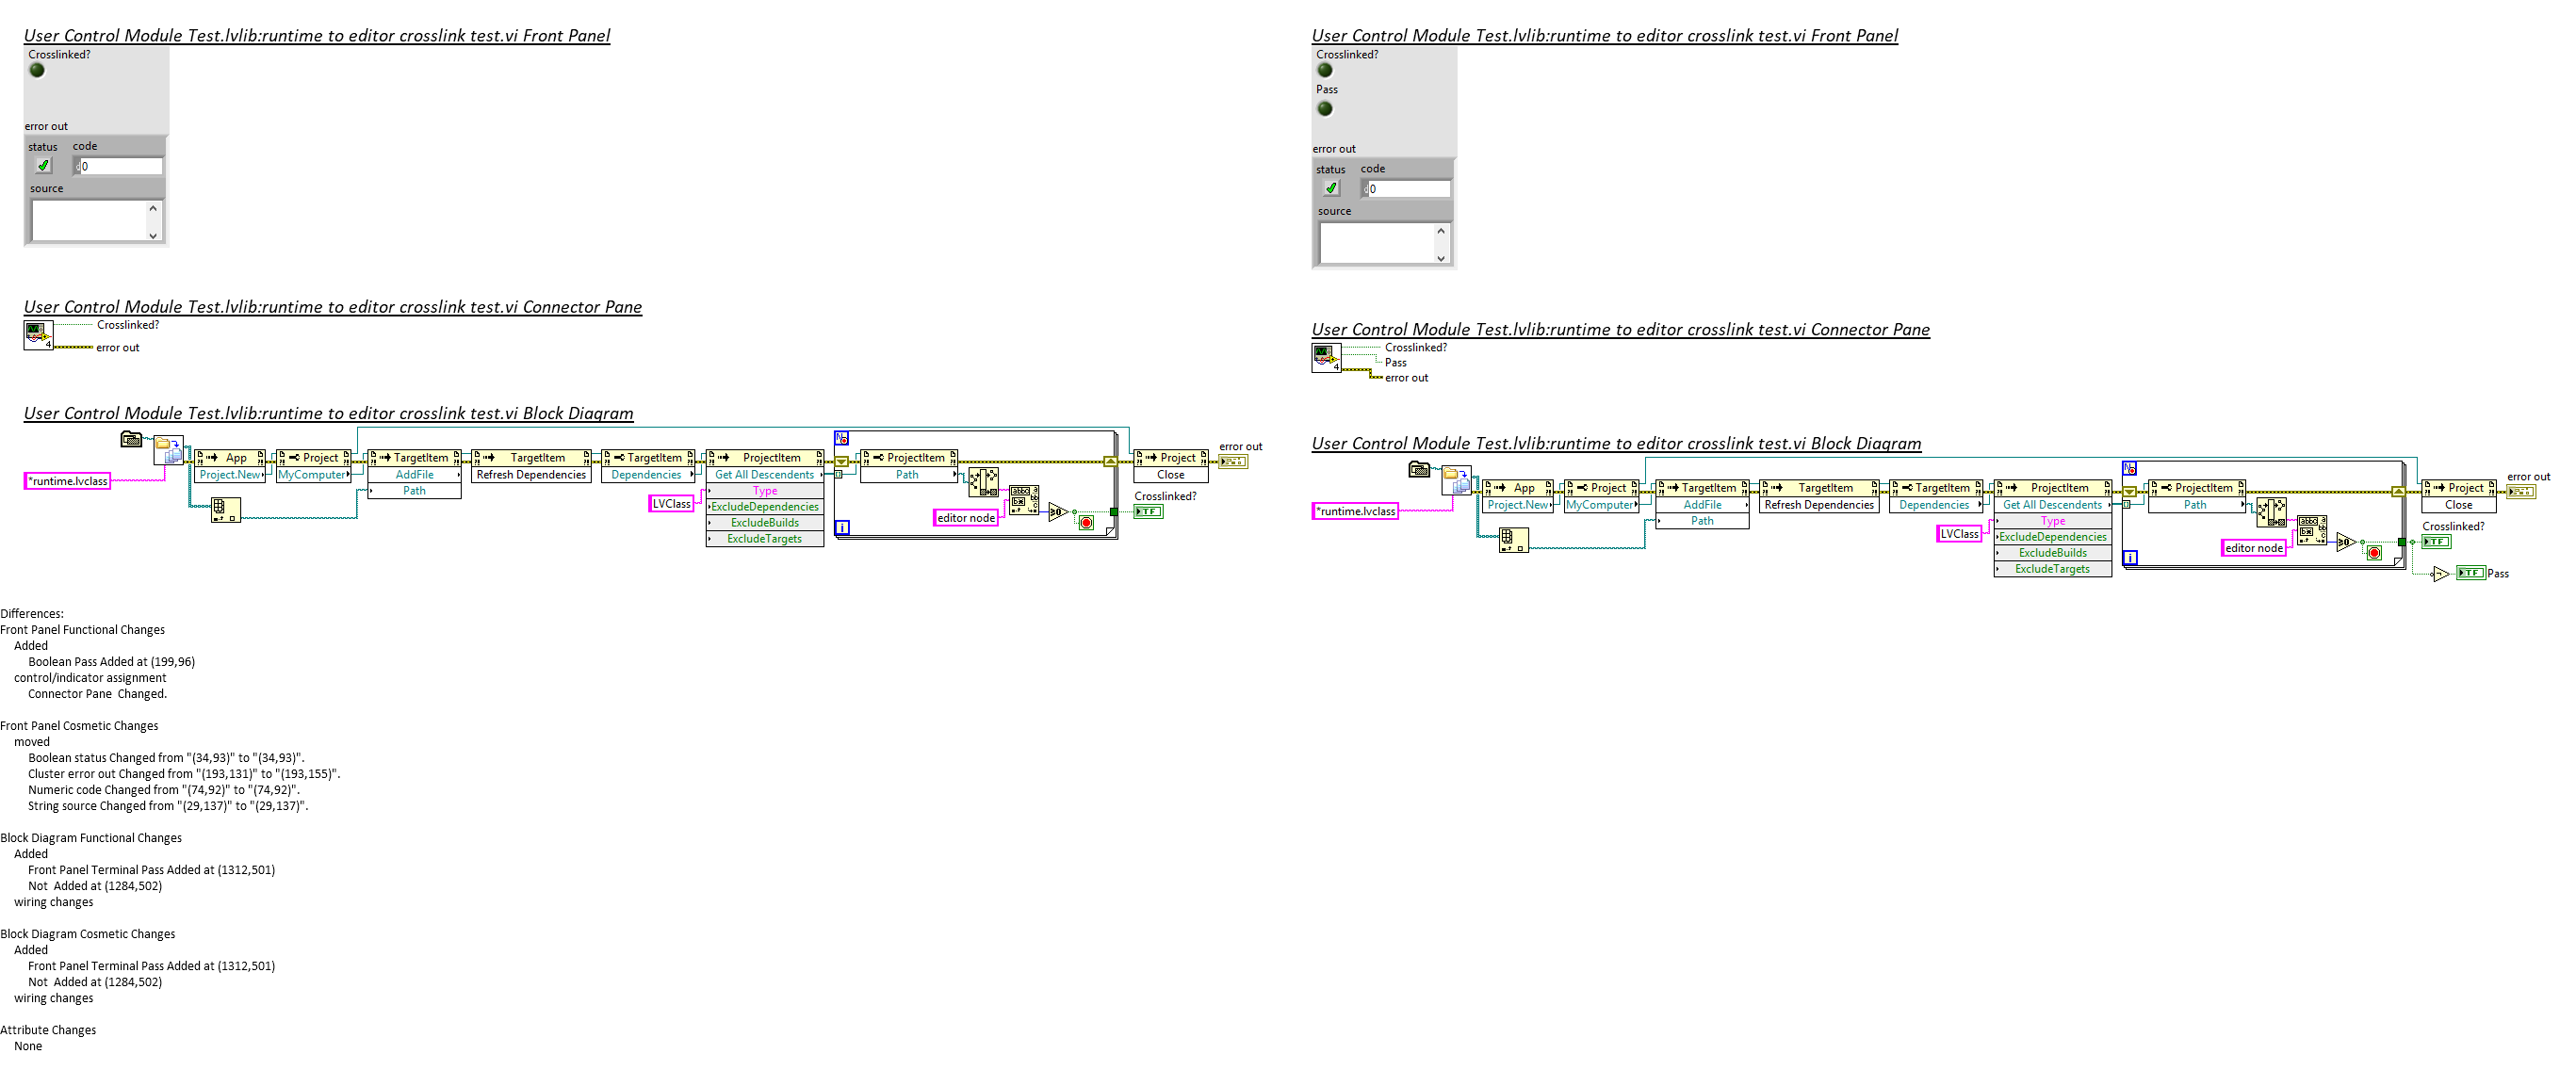 User Control Module Test.lvlib:runtime to editor crosslink test.vi Front Panel
Crosslinked?
error out
status code
0
source
User Control Module Test.lvlib:runtime to editor crosslink test.vi Connector Pane
4
Crosslinked?
error out
User Control Module Test.lvlib:runtime to editor crosslink test.vi Block Diagram
*runtime.lvclass
App
Project.New
Project
MyComputer
TargetItem
AddFile
Path
TargetItem
Refresh Dependencies
TargetItem
Dependencies
ProjectItem
Get All Descendents
Type
ExcludeDependencies
ExcludeBuilds
ExcludeTargets
LVClass
N
i
ProjectItem
Path
editor node
Project
Close
error out
Crosslinked?
TF
User Control Module Test.lvlib:runtime to editor crosslink test.vi Front Panel
Crosslinked?
Pass
error out
status code
0
source
User Control Module Test.lvlib:runtime to editor crosslink test.vi Connector Pane
4
Crosslinked?
Pass
error out
User Control Module Test.lvlib:runtime to editor crosslink test.vi Block Diagram
*runtime.lvclass
App
Project.New
Project
MyComputer
TargetItem
AddFile
Path
TargetItem
Refresh Dependencies
TargetItem
Dependencies
ProjectItem
Get All Descendents
Type
ExcludeDependencies
ExcludeBuilds
ExcludeTargets
LVClass
N
i
ProjectItem
Path
editor node
Project
Close
error out
Crosslinked?
TF
TF Pass
Differences:
Front Panel Functional Changes
Added
Boolean Pass Added at (199,96)
control/indicator assignment
Connector Pane  Changed.
Front Panel Cosmetic Changes
moved
Boolean status Changed from "(34,93)" to "(34,93)".
Cluster error out Changed from "(193,131)" to "(193,155)".
Numeric code Changed from "(74,92)" to "(74,92)".
String source Changed from "(29,137)" to "(29,137)".
Block Diagram Functional Changes
Added
Front Panel Terminal Pass Added at (1312,501)
Not  Added at (1284,502)
wiring changes
Block Diagram Cosmetic Changes
Added
Front Panel Terminal Pass Added at (1312,501)
Not  Added at (1284,502)
wiring changes
Attribute Changes
None